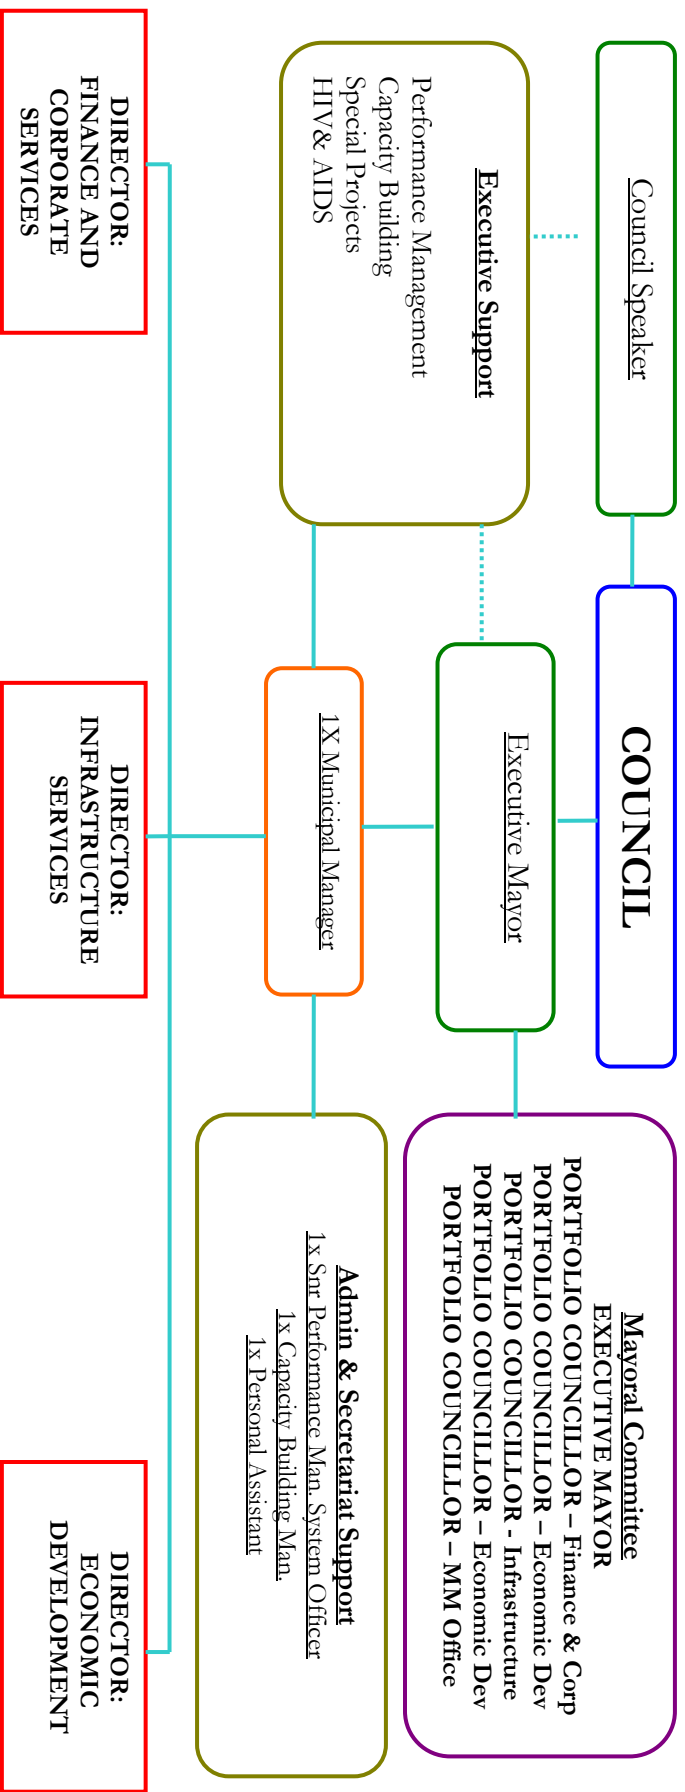 Council Speaker
COUNCIL
Mayoral Committee
EXECUTIVE MAYOR
PORTFOLIO COUNCILLOR – Finance & Corp
PORTFOLIO COUNCILLOR – Economic Dev
PORTFOLIO COUNCILLOR - Infrastructure
PORTFOLIO COUNCILLOR – Economic Dev
PORTFOLIO COUNCILLOR – MM Office
Executive Support
Performance Management
Capacity Building
Special Projects
HIV& AIDS
Executive Mayor
1X Municipal Manager
Admin & Secretariat Support
1x Snr Performance Man. System Officer
1x Capacity Building Man.
1x Personal Assistant
DIRECTOR:
FINANCE AND
CORPORATE
SERVICES
DIRECTOR:
INFRASTRUCTURE
SERVICES
DIRECTOR:
ECONOMIC
DEVELOPMENT